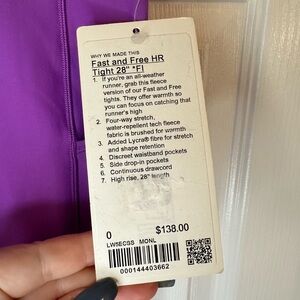 WHY WE MADE THIS
Fast and Free HR
Tight 28" *FI
1. If you're an all-weather
runner, grab this fleece
version of our Fast and Free
tights. They offer warmth so
you can focus on catching that
runner's high
2. Four-way stretch,
water-repellent tech fleece
fabric is brushed for warmth
3. Added Lycra® fibre for stretch
and shape retention
4. Discreet waistband pockets
5. Side drop-in pockets
6. Continuous drawcord
7. High rise, 28" length
0 $138.00
LW5ECSS MONL
000144403662